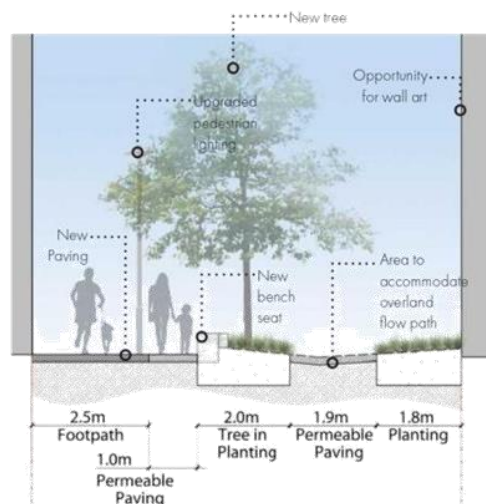 New tree
Opportunity
for wall art
Upgraded
pedestrian
lighting
New
Paving
New
bench
seat
Area to
accommodate
overland
flow path
2.5m
Footpath
1.0m
Permeable
Paving
2.0m
Tree in
Planting
1.9m
Permeable
Paving
1.8m
Planting